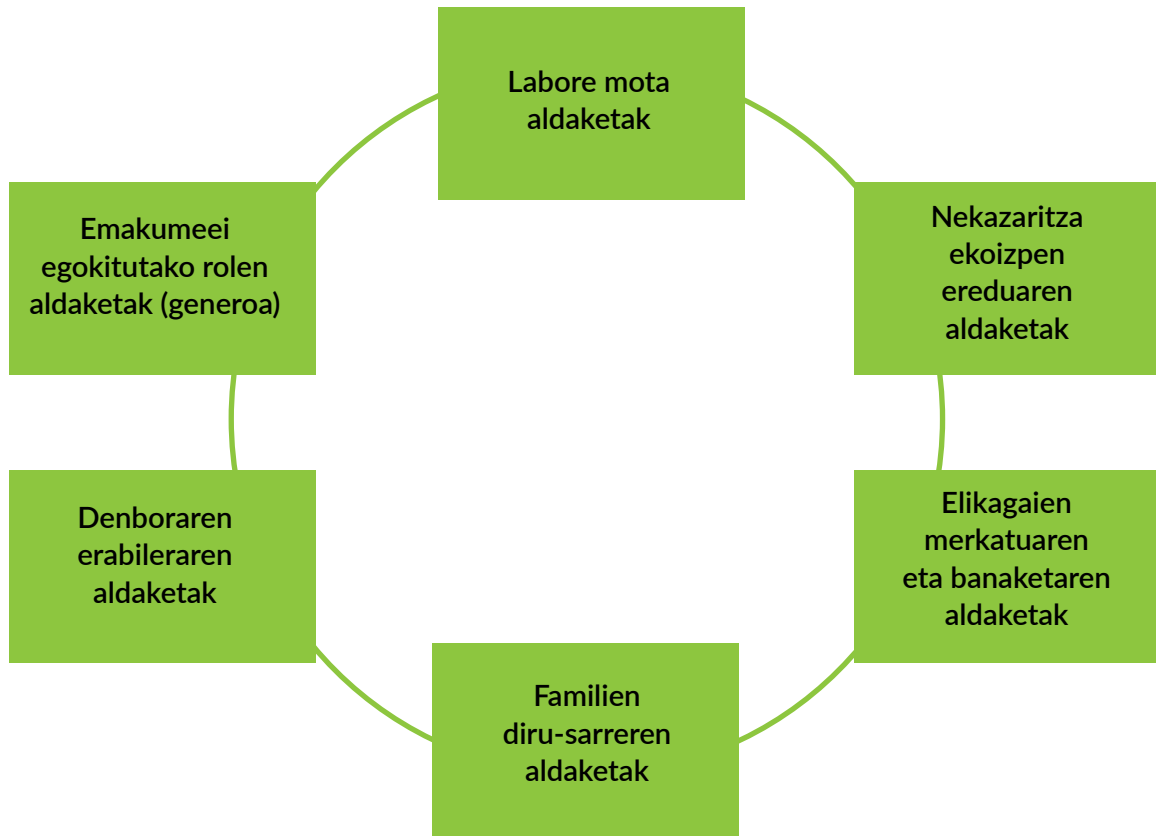 Labore mota
aldaketak
Nekazaritza
ekoizpen
ereduaren
aldaketak
Elikagaien
merkatuaren
eta banaketaren
aldaketak
Familien
diru-sarreren
aldaketak
Denboraren
erabileraren
aldaketak
Emakumeei
egokitutako rolen
aldaketak (generoa)